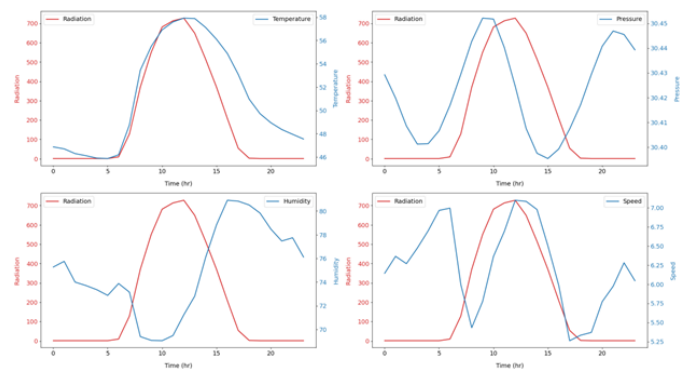 Radiation
Temperature
700
600
500
400
300
200
100
0
Radiation
58
56
54
52
50
48
46
Temperature
0 5 10 15 20
Time (hr)
Radiation
Pressure
700
600
500
400
300
200
100
0
Radiation
30.45
30.44
30.43
30.42
30.41
30.40
Pressure
0 5 10 15 20
Time (hr)
Radiation
Humidity
700
600
500
400
300
200
100
0
Radiation
80
78
76
74
72
70
Humidity
0 5 10 15 20
Time (hr)
Radiation
Speed
700
600
500
400
300
200
100
0
Radiation
7.00
6.75
6.50
6.25
6.00
5.75
5.50
5.25
Speed
0 5 10 15 20
Time (hr)